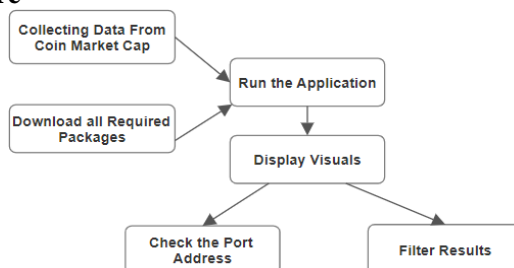 Collecting Data From
Coin Market Cap
Run the Application
Download all Required
Packages
Display Visuals
Check the Port
Address
Filter Results